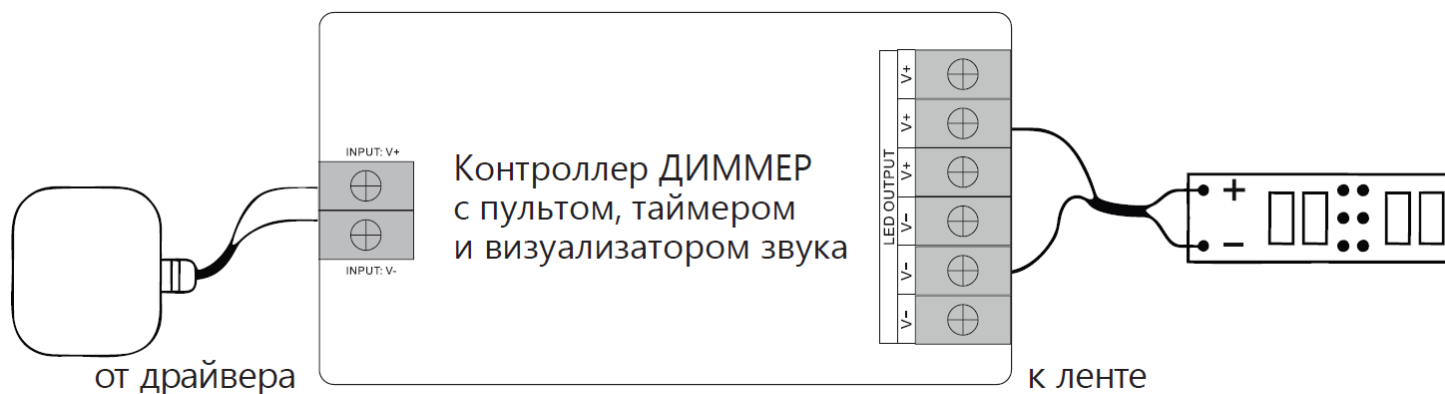 INPUT: V+
INPUT: V-
Контроллер ДИММЕР
с пультом, таймером
и визуализатором звука
LED OUTPUT
V+
V+
V+
V-
V-
V-
+
-
от драйвера
к ленте